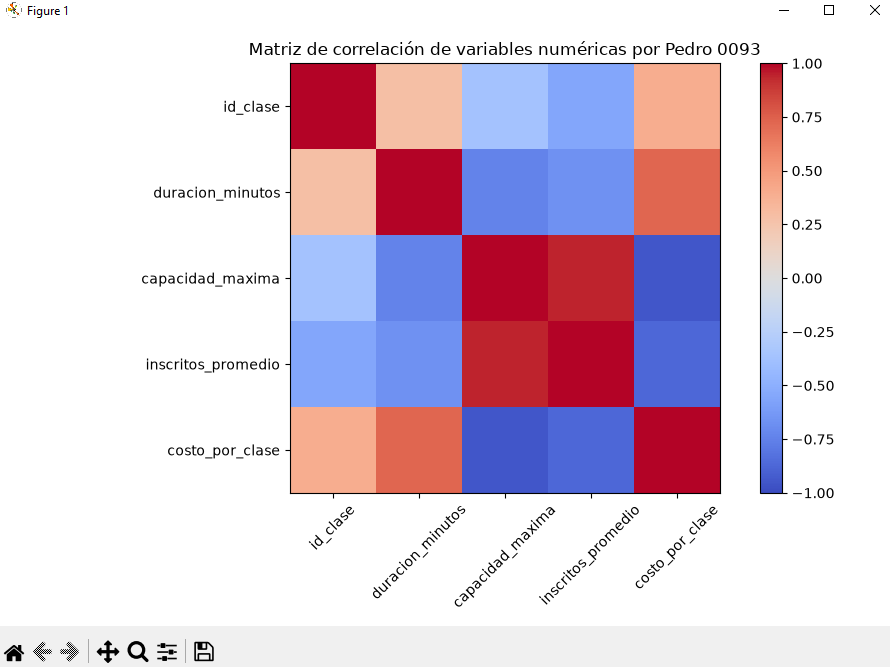 Figure 1
Matriz de correlación de variables numéricas por Pedro 0093
id_clase
duracion_minutos
capacidad_maxima
inscritos_promedio
costo_por_clase
id_clase
duracion_minutos
capacidad_maxima
inscritos_promedio
costo_por_clase
1.00
0.75
0.50
0.25
0.00
−0.25
−0.50
−0.75
−1.00